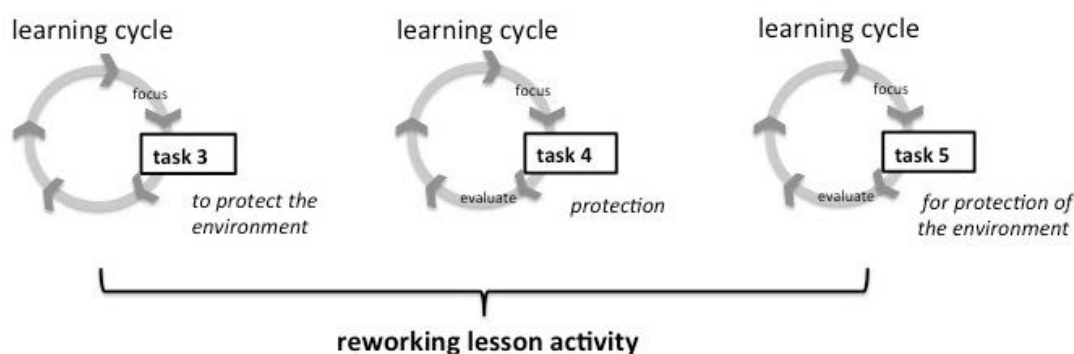 learning cycle
focus
task 3
to protect the
environment
learning cycle
focus
task 4
evaluate
protection
learning cycle
focus
task 5
evaluate
for protection of
the environment
reworking lesson activity